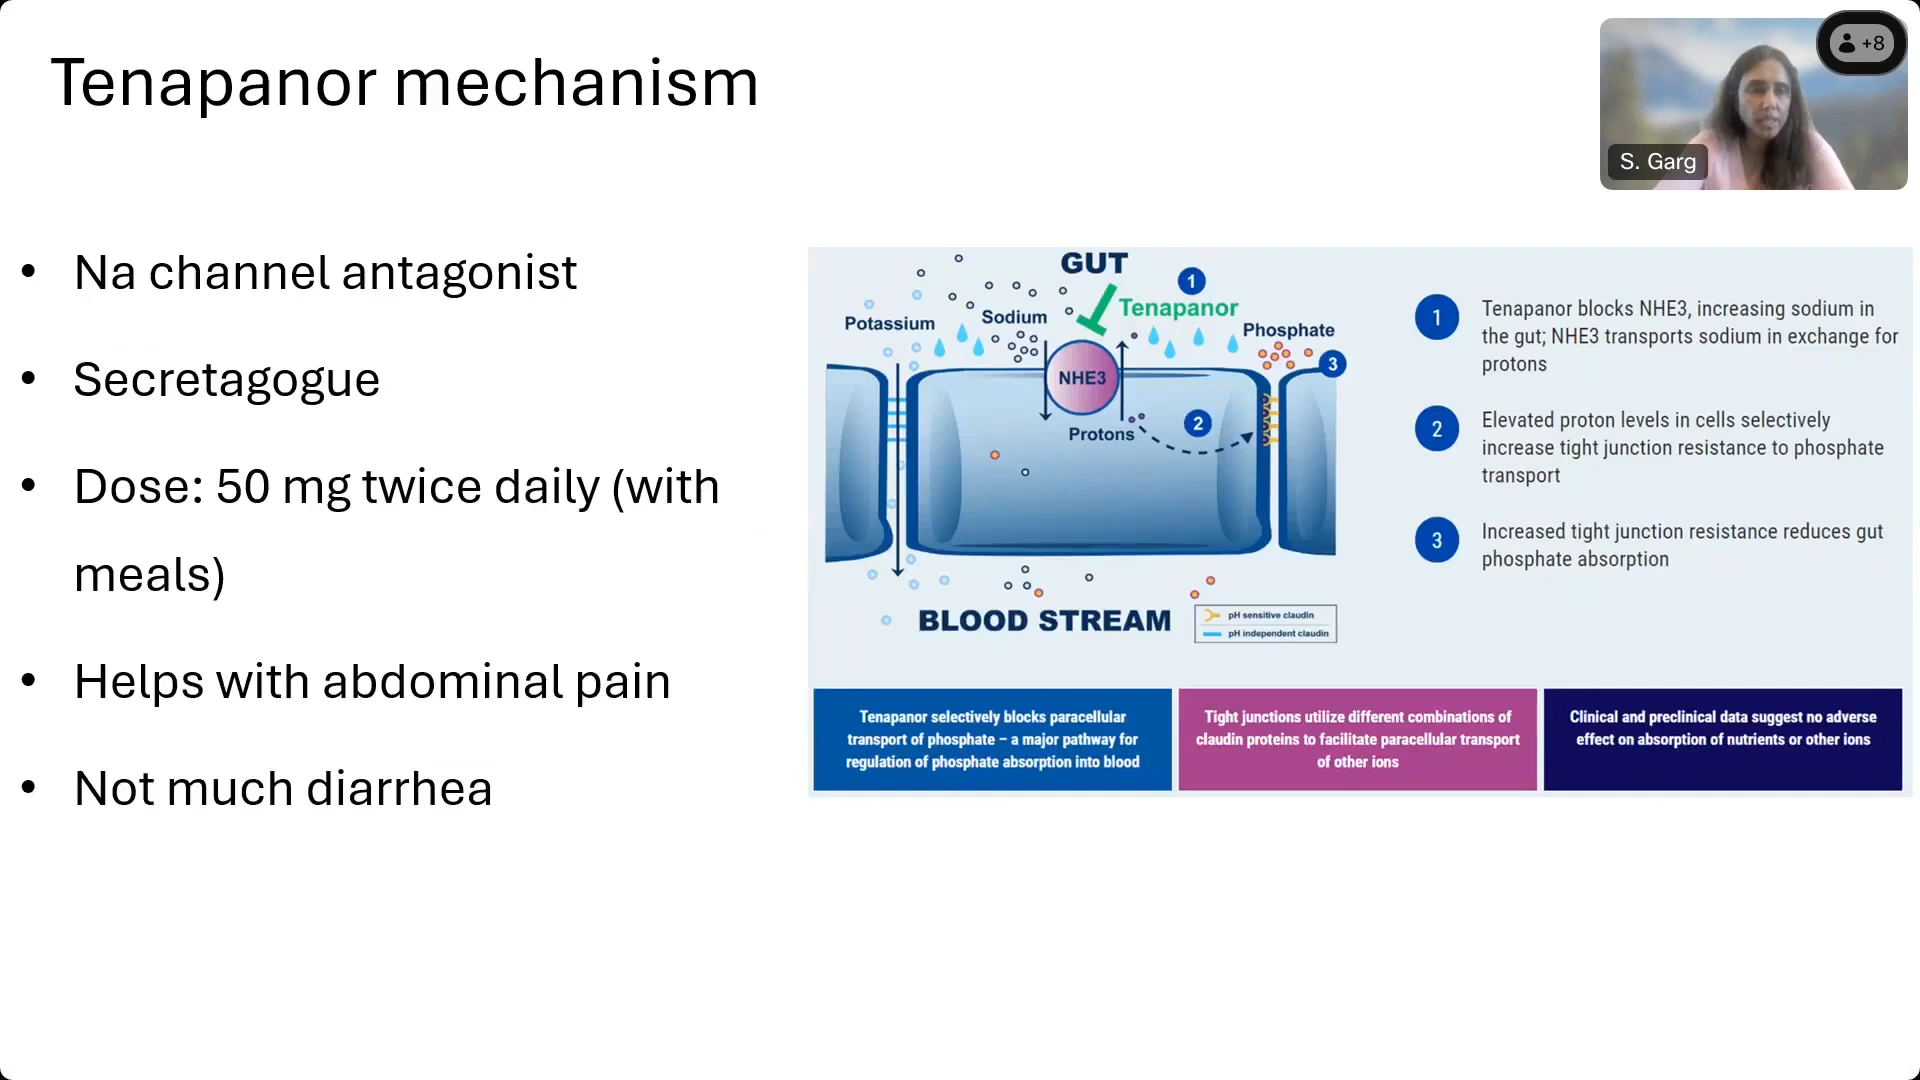 Tenapanor mechanism
+8
S. Garg
• Na channel antagonist
• Secretagogue
• Dose: 50 mg twice daily (with
meals)
• Helps with abdominal pain
• Not much diarrhea
GUT
1
Tenapanor
Potassium
Sodium
Phosphate
3
NHE3
Protons
2
BLOOD STREAM
pH sensitive claudin
pH independent claudin
1
Tenapanor blocks NHE3, increasing sodium in
the gut; NHE3 transports sodium in exchange for
protons
2
Elevated proton levels in cells selectively
increase tight junction resistance to phosphate
transport
3
Increased tight junction resistance reduces gut
phosphate absorption
Tenapanor selectively blocks paracellular
transport of phosphate – a major pathway for
regulation of phosphate absorption into blood
Tight junctions utilize different combinations of
claudin proteins to facilitate paracellular transport
of other ions
Clinical and preclinical data suggest no adverse
effect on absorption of nutrients or other ions